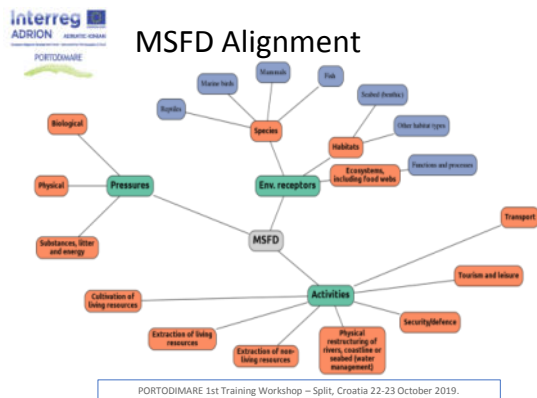 Interreg
ADRION ADRIATIC-IONIAN
PORTODIMARE
MSFD Alignment
Mammals
Marine birds
Fish
Reptiles
Species
Seabed (benthic)
Other habitat types
Habitats
Functions and processes
Ecosystems,
including food webs
Env. receptors
Biological
Physical
Pressures
Substances, litter
and energy
MSFD
Transport
Tourism and leisure
Activities
Cultivation of
living resources
Security/defence
Extraction of living
resources
Extraction of non-
living resources
Physical
restructuring of
rivers, coastline or
seabed (water
management)
PORTODIMARE 1st Training Workshop – Split, Croatia 22-23 October 2019.